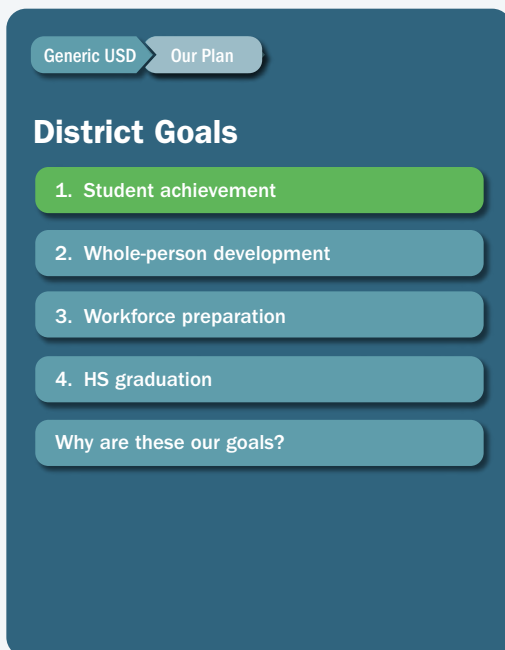 Generic USD Our Plan
District Goals
1. Student achievement
2. Whole-person development
3. Workforce preparation
4. HS graduation
Why are these our goals?